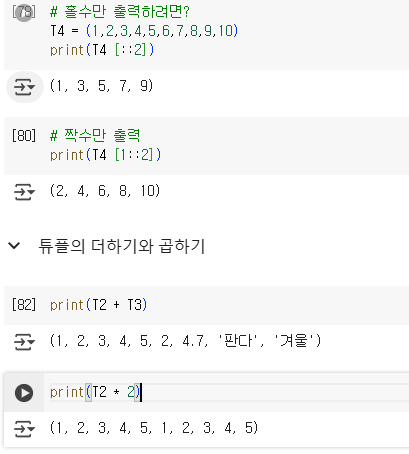 [79] # 홀수만 출력하려면?
T4 = (1,2,3,4,5,6,7,8,9,10)
print(T4 [::2])
(1, 3, 5, 7, 9)
[80] # 짝수만 출력
print(T4 [1::2])
(2, 4, 6, 8, 10)
튜플의 더하기와 곱하기
[82] print(T2 + T3)
(1, 2, 3, 4, 5, 2, 4.7, '판다', '겨울')
print(T2 * 2)
(1, 2, 3, 4, 5, 1, 2, 3, 4, 5)